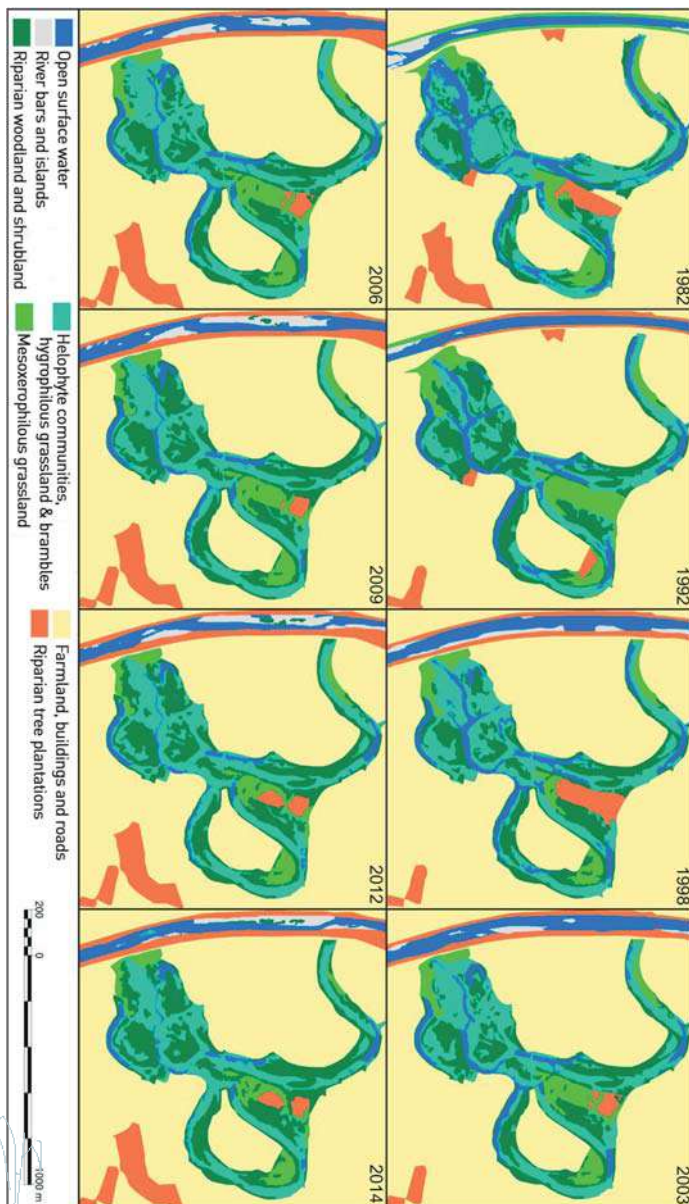 1982
1992
1998
2003
2006
2009
2012
2014
Open surface water
River bars and islands
Riparian woodland and shrubland
Helophyte communities,
hygrophilous grassland & brambles
Mesoxerophilous grassland
Farmland, buildings and roads
Riparian tree plantations
200 0 1000 m